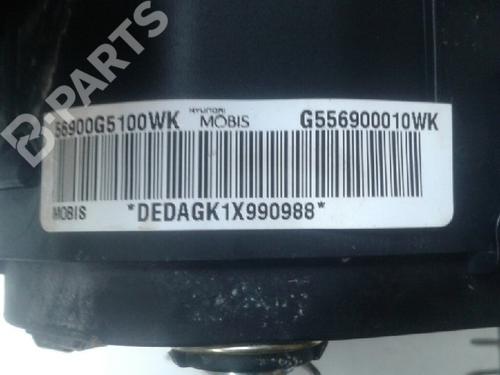 B-PARTS
56900G5100WK HYUNDAI MOBIS G556900010WK
MOBIS *DEDAGK1X990988*